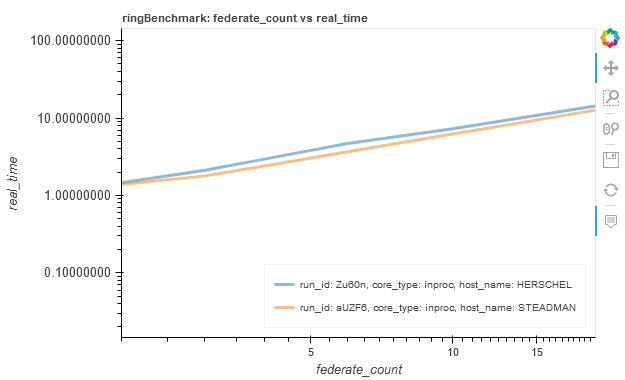 ringBenchmark: federate_count vs real_time
100.00000000
10.00000000
1.00000000
0.10000000
real_time
run_id: Zu60n, core_type: inproc, host_name: HERSCHEL
run_id: aUZF6, core_type: inproc, host_name: STEADMAN
5
10
15
federate_count